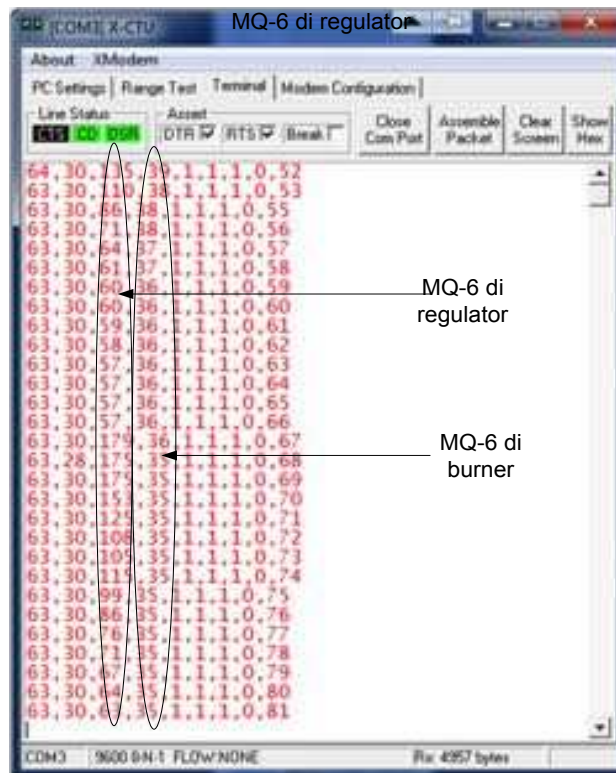 [COM3] X-CTU
MQ-6 di regulator
About XModem
PC Settings Range Test Terminal Modem Configuration
Line Status
Assert
CTS CD DSR
DTR RTS Break
Close Com Port
Assemble Packet
Clear Screen
Show Hex
64,30, 39,1,1,1,0,52
63,30,110,38,1,1,1,0,53
63,30,86,38,1,1,1,0,55
63,30,71,38,1,1,1,0,56
63,30,64,37,1,1,1,0,57
63,30,61,37,1,1,1,0,58
63,30,60,36,1,1,1,0,59
63,30,60,36,1,1,1,0,60
63,30,59,36,1,1,1,0,61
63,30,58,36,1,1,1,0,62
63,30,57,36,1,1,1,0,63
63,30,57,36,1,1,1,0,64
63,30,57,36,1,1,1,0,65
63,30,57,36,1,1,1,0,66
63,30,179,36,1,1,1,0,67
63,28,175,35,1,1,1,0,68
63,30,175,35,1,1,1,0,69
63,30,153,35,1,1,1,0,70
63,30,125,35,1,1,1,0,71
63,30,108,35,1,1,1,0,72
63,30,105,35,1,1,1,0,73
63,30,115,35,1,1,1,0,74
63,30,99,35,1,1,1,0,75
63,30,86,35,1,1,1,0,76
63,30,76,35,1,1,1,0,77
63,30,71,35,1,1,1,0,78
63,30,67,35,1,1,1,0,79
63,30,64,35,1,1,1,0,80
63,30, 35,1,1,1,0,81
MQ-6 di
regulator
MQ-6 di
burner
COM3 9600 8-N-1 FLOW:NONE
Rx: 4957 bytes